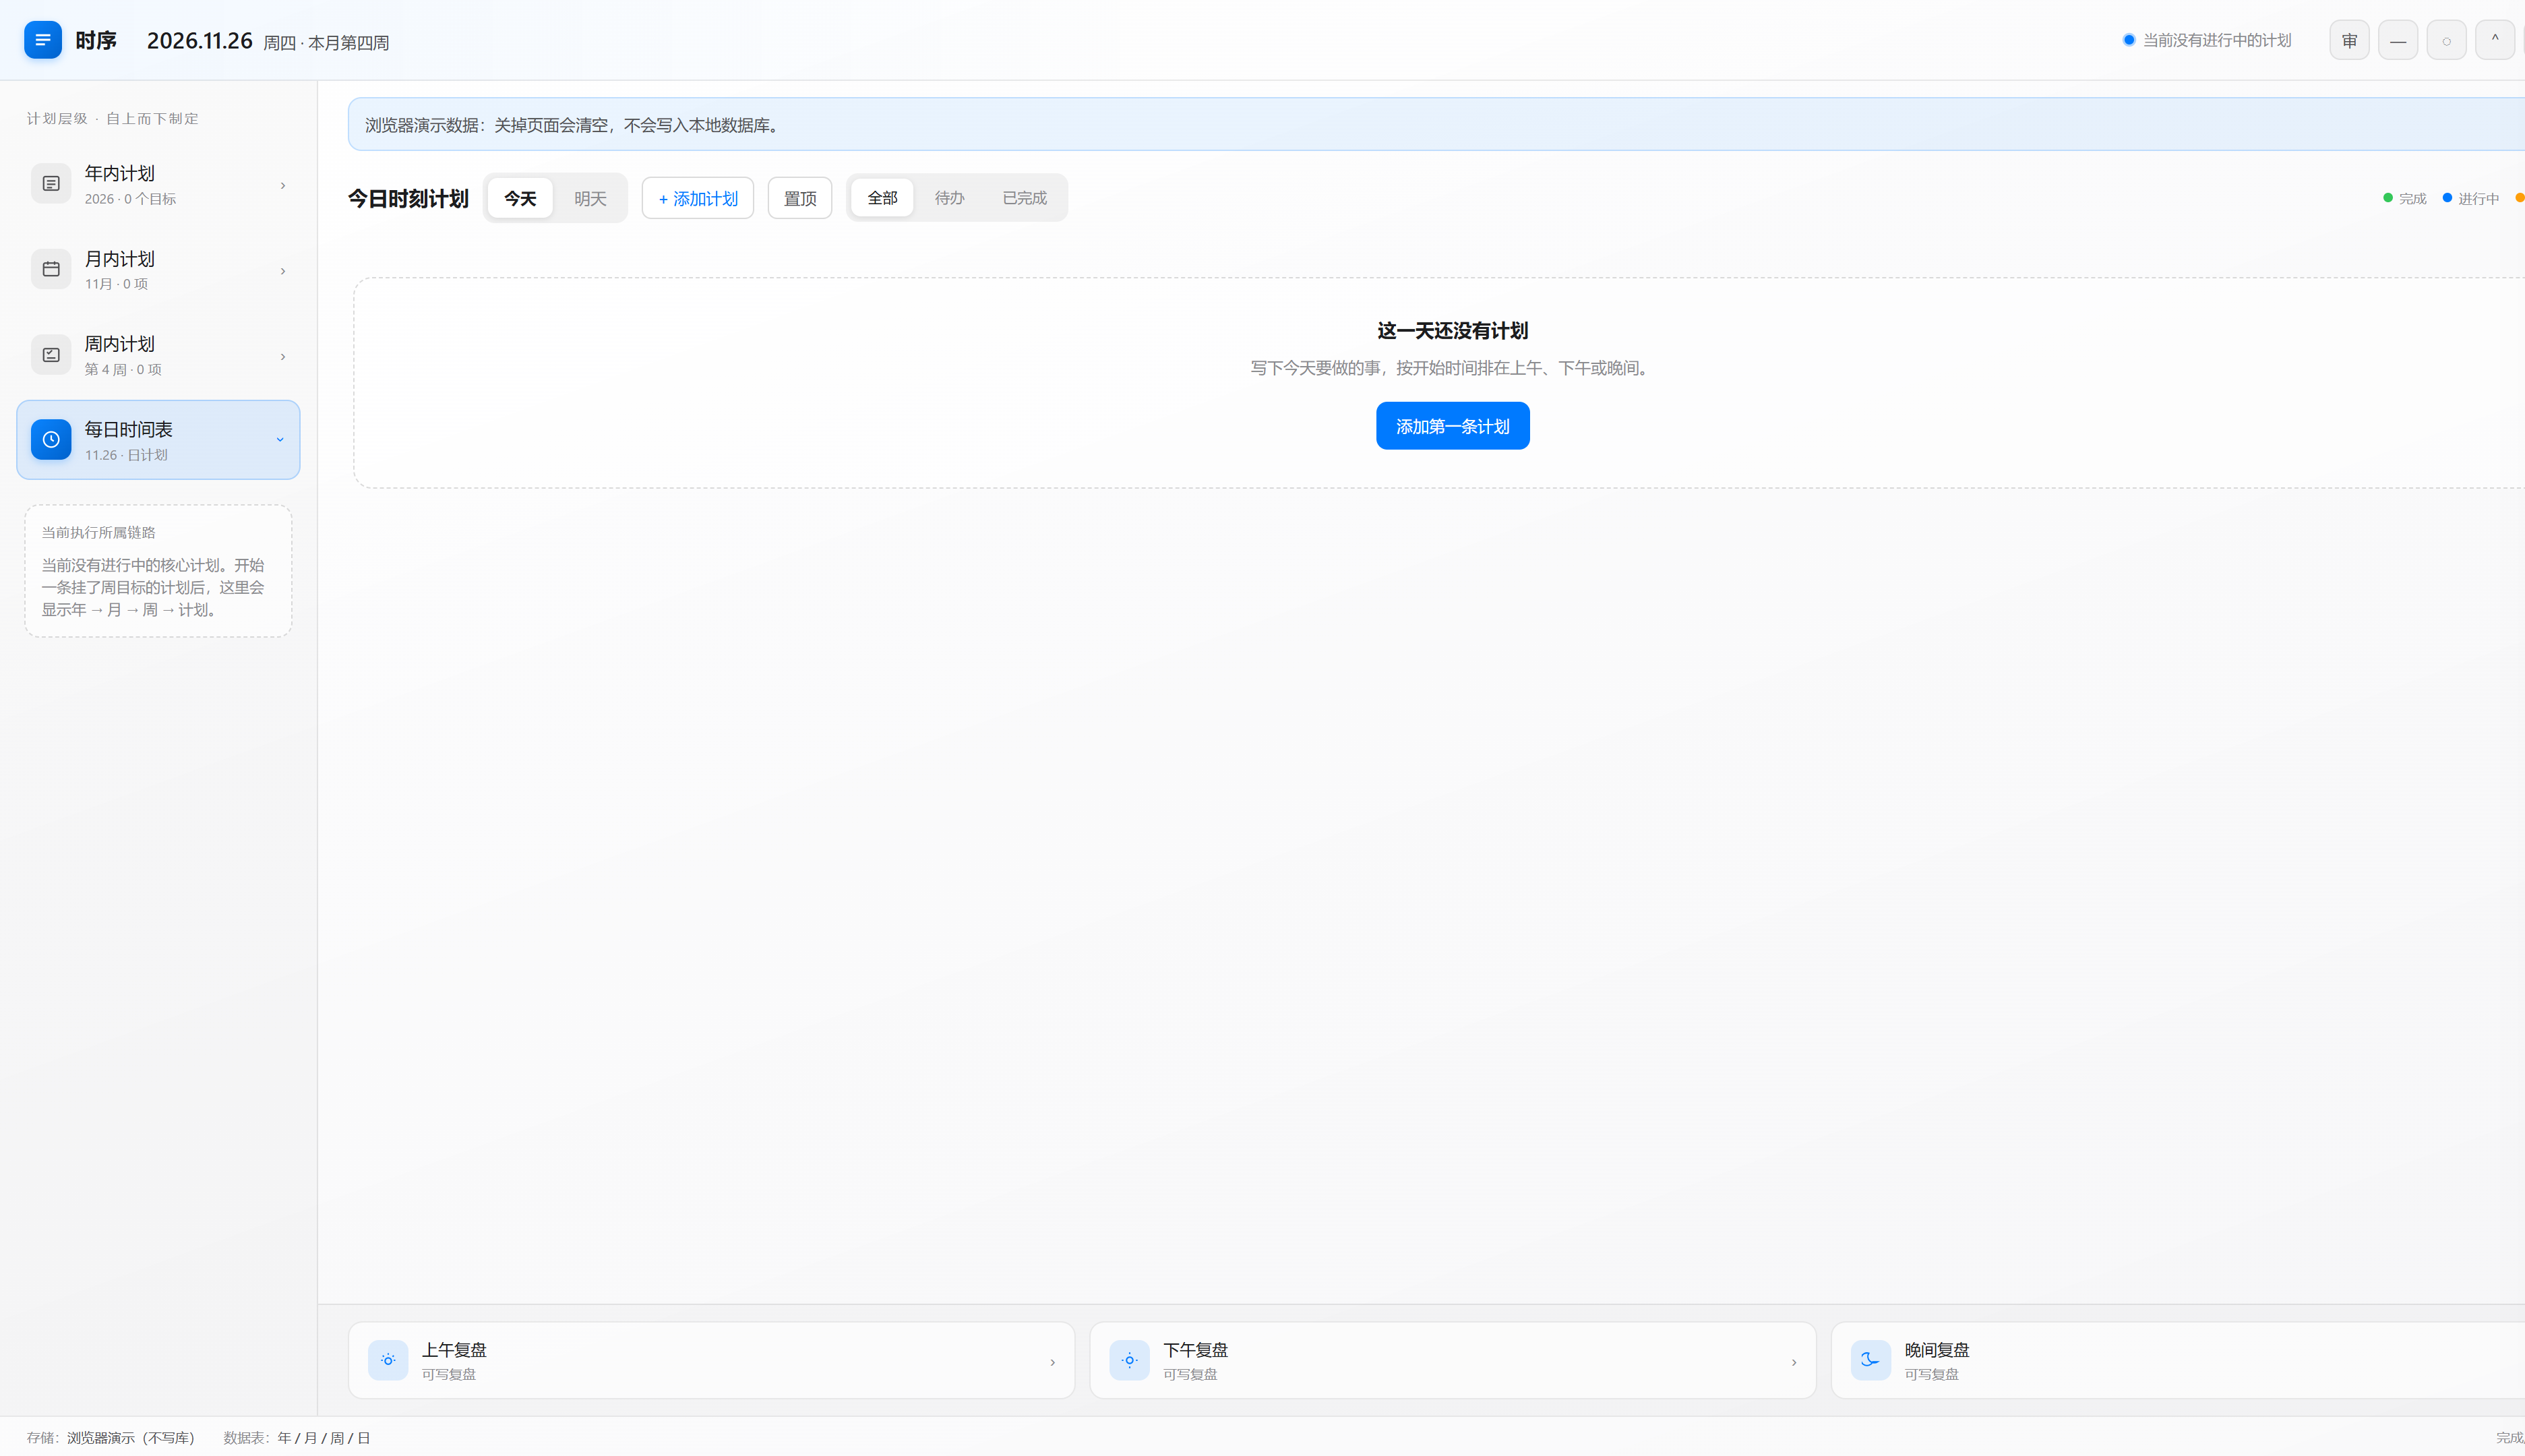 时序 2026.11.26 周四 · 本月第四周
当前没有进行中的计划 审 — ○ ^
计划层级 · 自上而下制定
年内计划
2026 · 0 个目标
月内计划
11月 · 0 项
周内计划
第 4 周 · 0 项
每日时间表
11.26 · 日计划
当前执行所属链路
当前没有进行中的核心计划。开始
一条挂了周目标的计划后，这里会
显示年 → 月 → 周 → 计划。
浏览器演示数据：关掉页面会清空，不会写入本地数据库。
今日时刻计划 今天 明天 + 添加计划 置顶 全部 待办 已完成
完成 进行中
这一天还没有计划
写下今天要做的事，按开始时间排在上午、下午或晚间。
添加第一条计划
上午复盘
可写复盘
下午复盘
可写复盘
晚间复盘
可写复盘
存储：浏览器演示（不写库） 数据表：年 / 月 / 周 / 日
完成